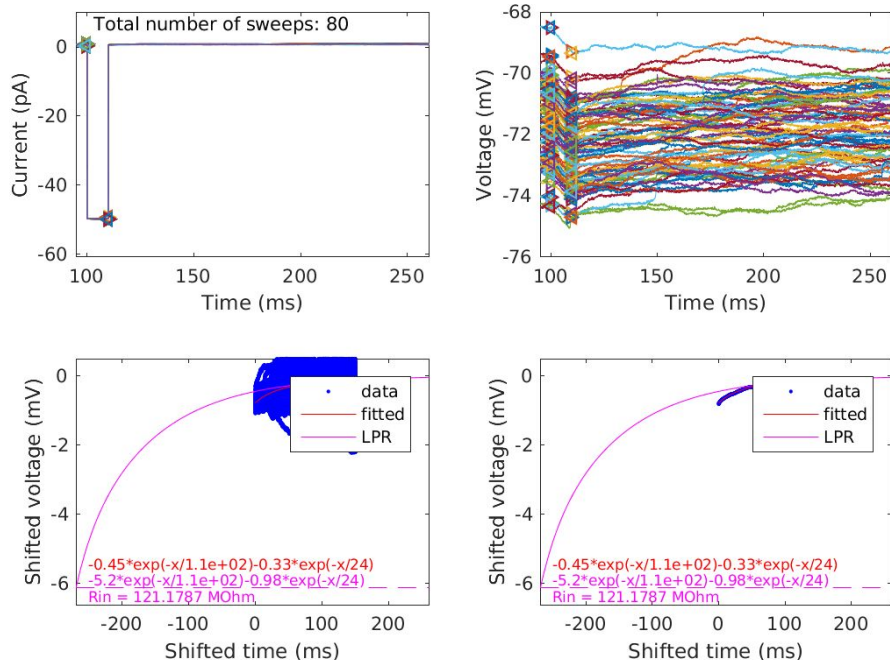 Total number of sweeps: 80
0
-20
-40
-60
Current (pA)
100
150
200
250
Time (ms)
-68
-70
-72
-74
-76
Voltage (mV)
100
150
200
250
Time (ms)
0
-2
-4
-6
Shifted voltage (mV)
data
fitted
LPR
-0.45*exp(-x/1.1e+02)-0.33*exp(-x/24)
-5.2*exp(-x/1.1e+02)-0.98*exp(-x/24)
Rin = 121.1787 MOhm
-200
-100
0
100
200
Shifted time (ms)
0
-2
-4
-6
Shifted voltage (mV)
data
fitted
LPR
-0.45*exp(-x/1.1e+02)-0.33*exp(-x/24)
-5.2*exp(-x/1.1e+02)-0.98*exp(-x/24)
Rin = 121.1787 MOhm
-200
-100
0
100
200
Shifted time (ms)